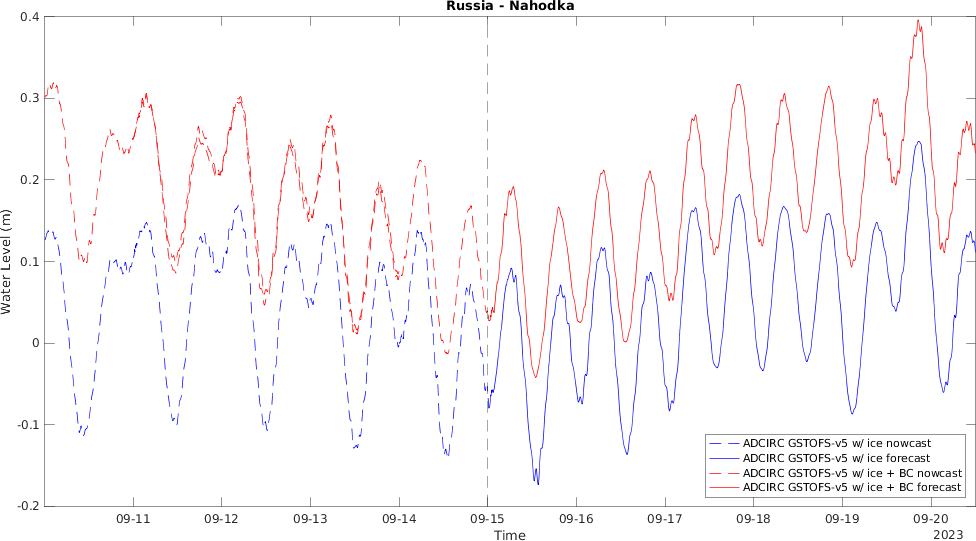 Russia - Nahodka
0.4
0.3
0.2
0.1
0
-0.1
-0.2
Water Level (m)
ADCIRC GSTOFS-v5 w/ ice nowcast
ADCIRC GSTOFS-v5 w/ ice forecast
ADCIRC GSTOFS-v5 w/ ice + BC nowcast
ADCIRC GSTOFS-v5 w/ ice + BC forecast
09-11 09-12 09-13 09-14 09-15 09-16 09-17 09-18 09-19 09-20
Time
2023